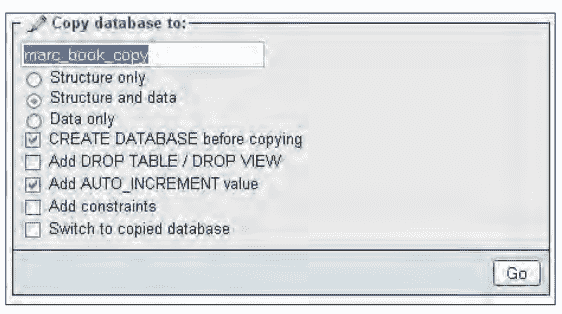 Copy database to:
marc_book_copy
Structure only
Structure and data
Data only
CREATE DATABASE before copying
Add DROP TABLE / DROP VIEW
Add AUTO_INCREMENT value
Add constraints
Switch to copied database
Go